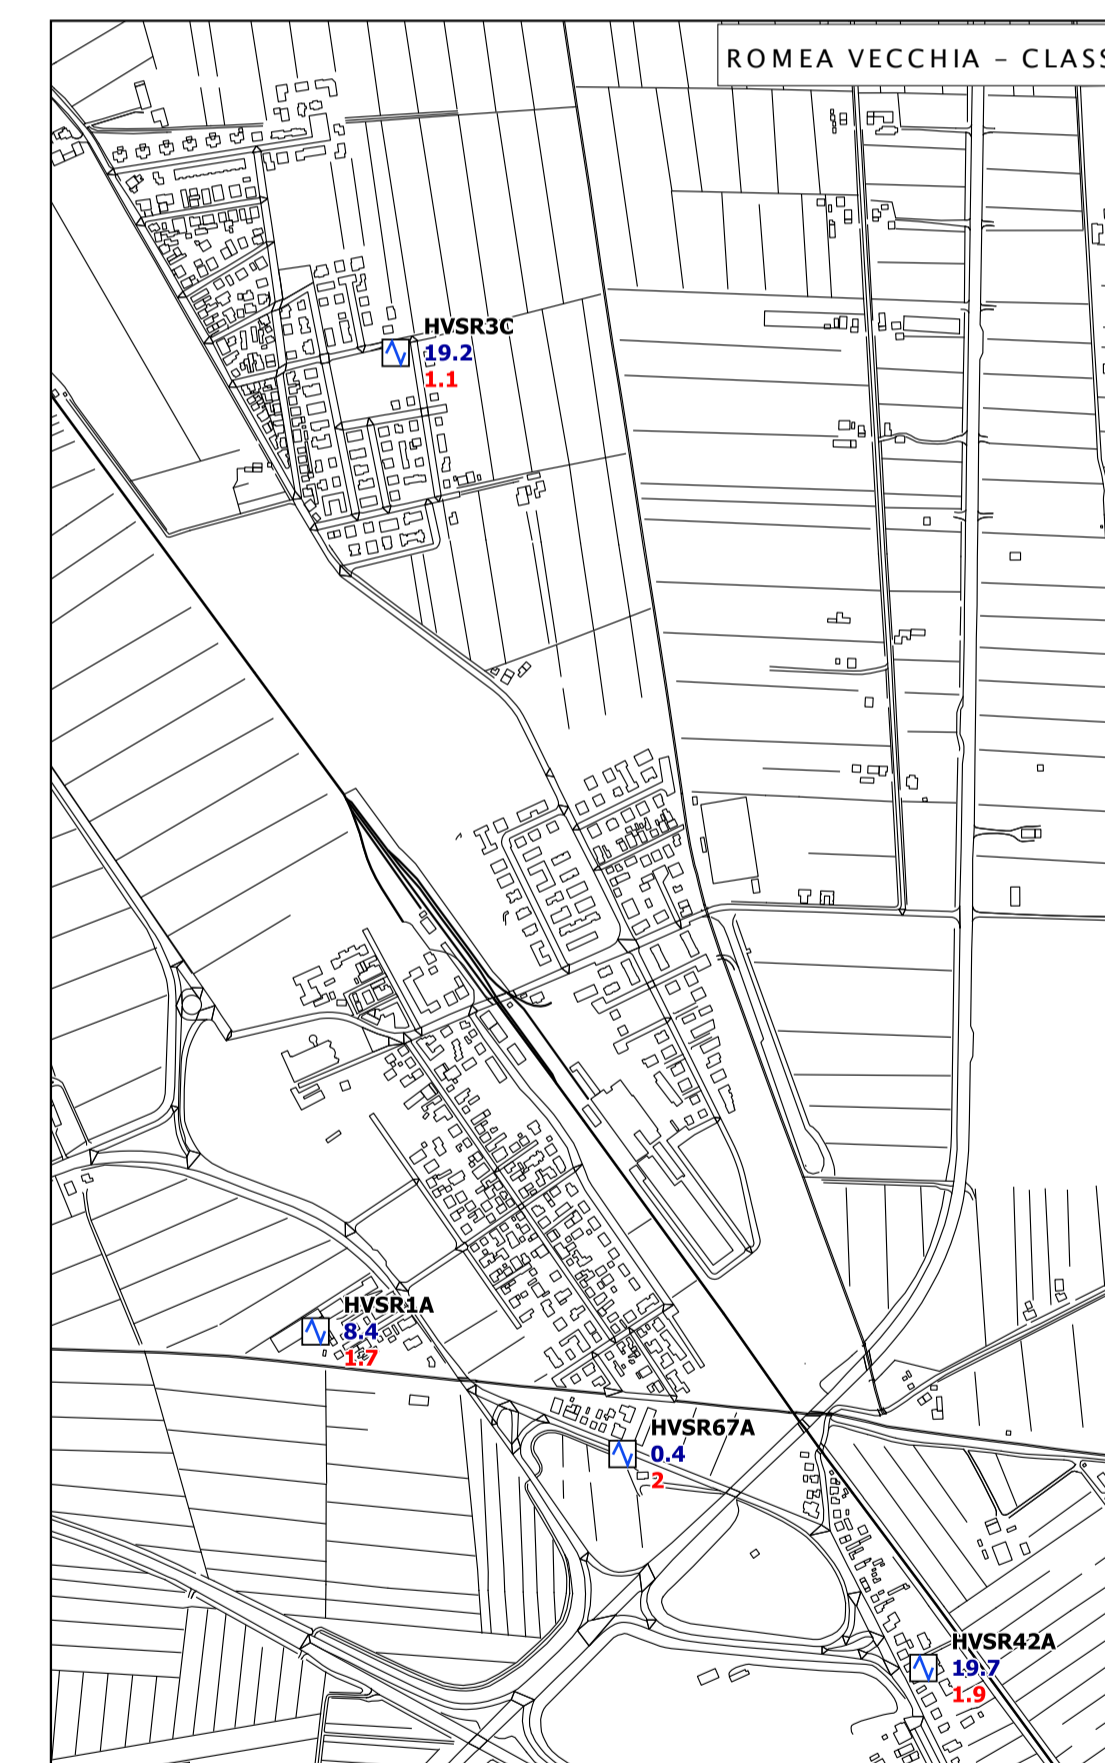 ROMEA VECCHIA – CLASS
HVSR3C
19.2
1.1
HVSR1A
8.4
1.7
HVSR67A
0.4
2
HVSR42A
19.7
1.9